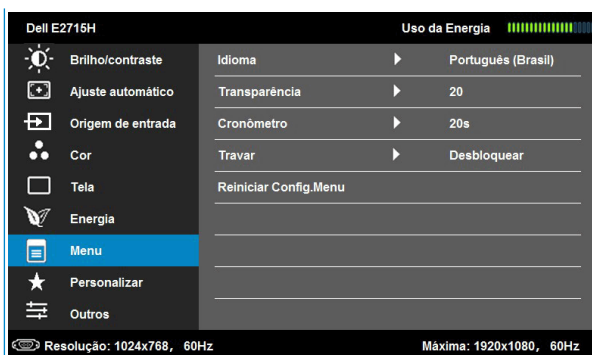 Dell E2715H Uso da Energia
Brilho/contraste Idioma Português (Brasil)
Ajuste automático Transparência 20
Origem de entrada Cronômetro 20s
Cor Travar Desbloquear
Tela Reiniciar Config.Menu
Energia
Menu
Personalizar
Outros
Resolução: 1024x768, 60Hz Máxima: 1920x1080, 60Hz